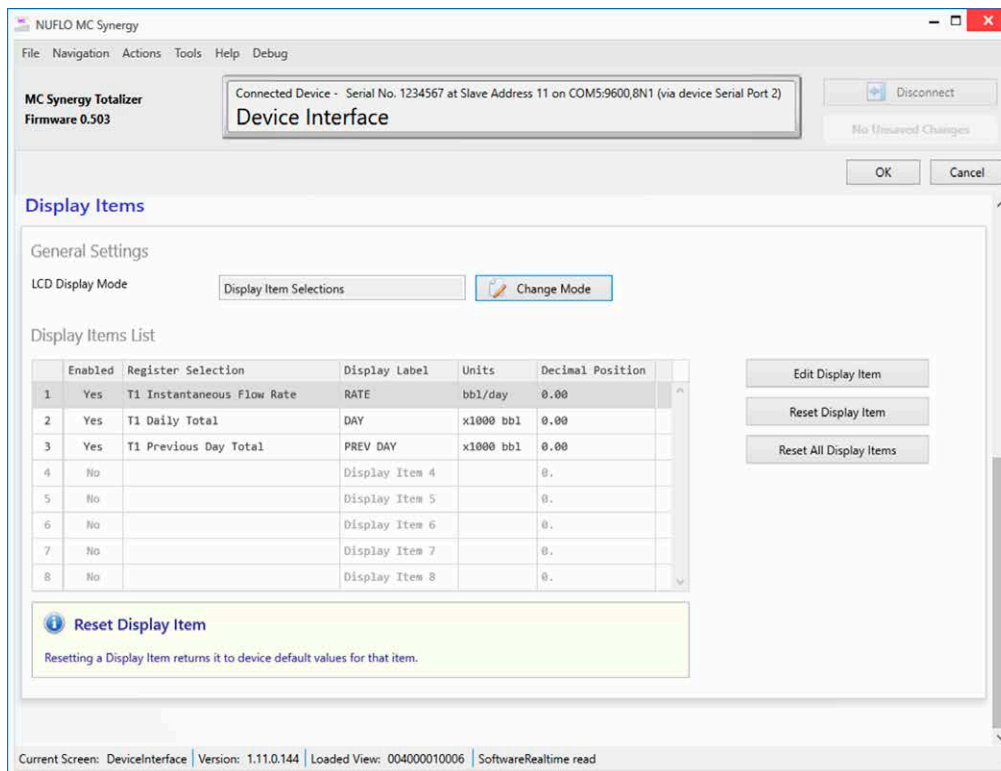 NUFLO MC Synergy
File Navigation Actions Tools Help Debug
MC Synergy Totalizer
Firmware 0.503
Connected Device - Serial No. 1234567 at Slave Address 11 on COM5:9600,8N1 (via device Serial Port 2)
Device Interface
Disconnect
No Unsaved Changes
OK Cancel
Display Items
General Settings
LCD Display Mode Display Item Selections Change Mode
Display Items List
Enabled Register Selection Display Label Units Decimal Position
1 Yes T1 Instantaneous Flow Rate RATE bbl/day 0.00
2 Yes T1 Daily Total DAY x1000 bbl 0.00
3 Yes T1 Previous Day Total PREV DAY x1000 bbl 0.00
4 No Display Item 4 0.
5 No Display Item 5 0.
6 No Display Item 6 0.
7 No Display Item 7 0.
8 No Display Item 8 0.
Edit Display Item
Reset Display Item
Reset All Display Items
Reset Display Item
Resetting a Display Item returns it to device default values for that item.
Current Screen: DeviceInterface Version: 1.11.0.144 Loaded View: 004000010006 SoftwareRealtime read